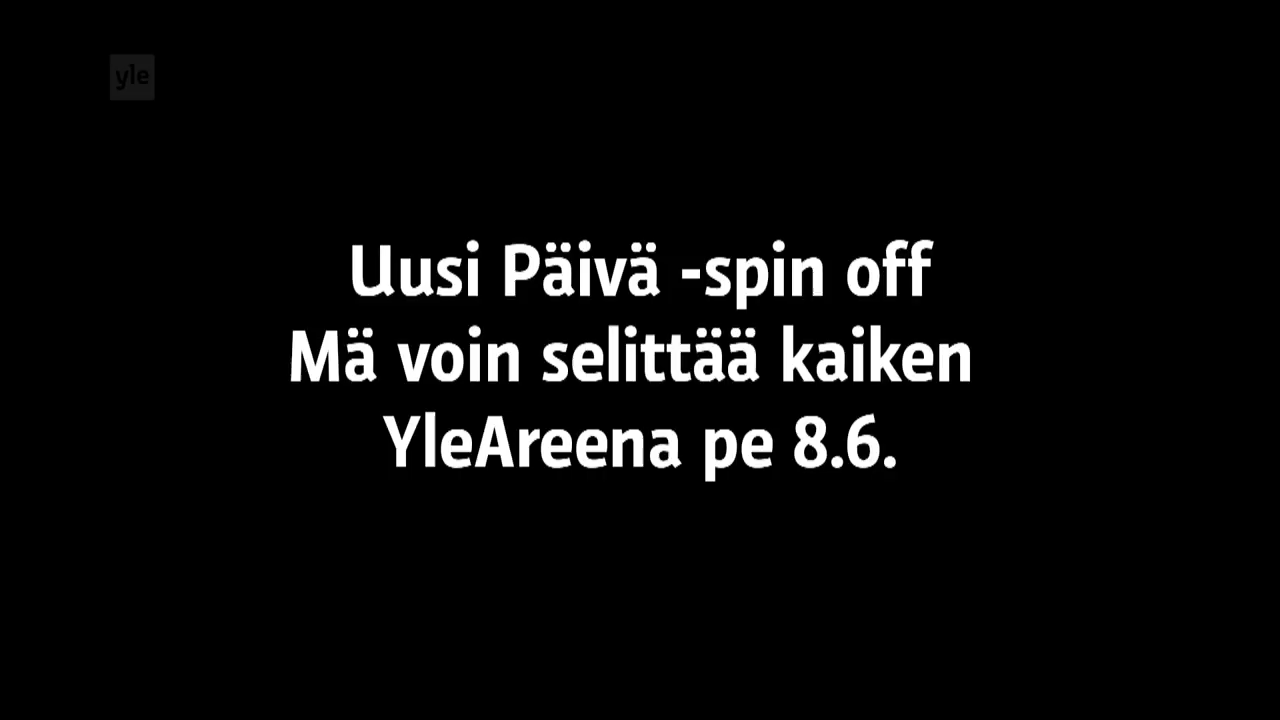 yle
Uusi Päivä -spin off
Mä voin selittää kaiken
YleAreena pe 8.6.